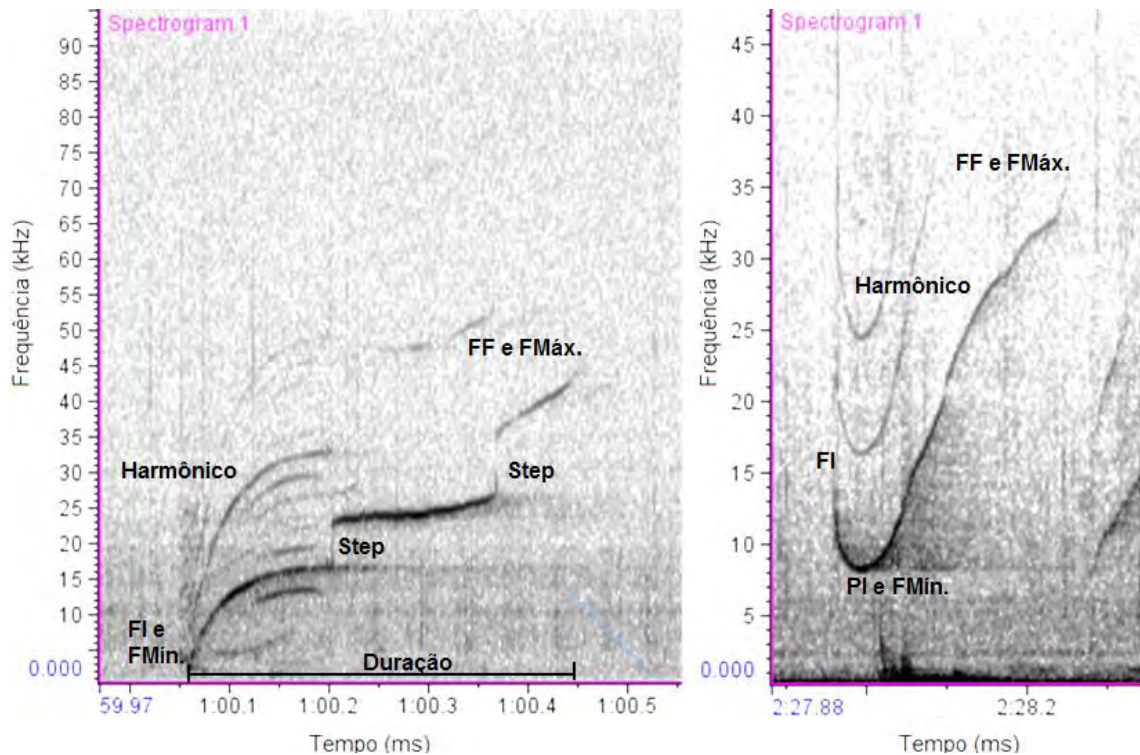 Spectrogram 1
95
90
85
80
75
70
65
60
55
50
45
40
35
30
25
20
15
10
0.000
Frequência (kHz)
Harmônico
FF e FMáx.
Step
Step
FI e
FMín.
Duração
59.97
1:00.1
1:00.2
1:00.3
1:00.4
1:00.5
Tempo (ms)
Spectrogram 1
45
40
35
30
25
20
15
10
5
0.000
Frequência (kHz)
FF e FMáx.
Harmônico
FI
PI e FMín.
2:27.88
2:28.2
Tempo (ms)